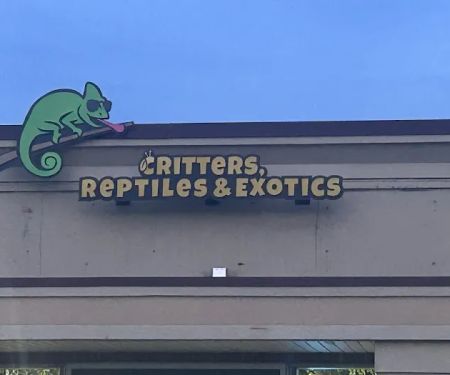 CRITTERS,
REPTILES & EXOTICS